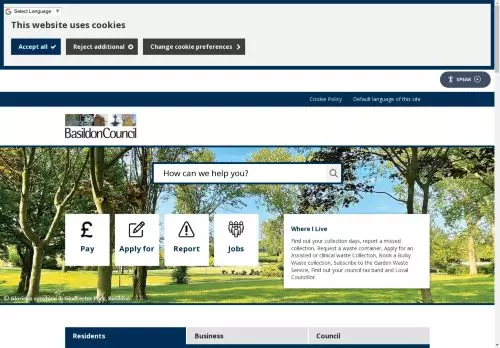 Select Language ▼
This website uses cookies
Accept all
Reject additional
Change cookie preferences
SPEAK
Cookie Policy
Default language of this site
BasildonCouncil
How can we help you?
£
Pay
Apply for
Report
Jobs
Where I Live
Find out your collection days, report a missed
collection, Request a waste container, Apply for an
Assisted or clinical waste Collection, Book a Bulky
Waste collection, Subscribe to the Garden Waste
Service, Find out your council tax band and Local
Councillor.
© Glorious sunshine in Gloucester Park, Basildon
Residents
Business
Council